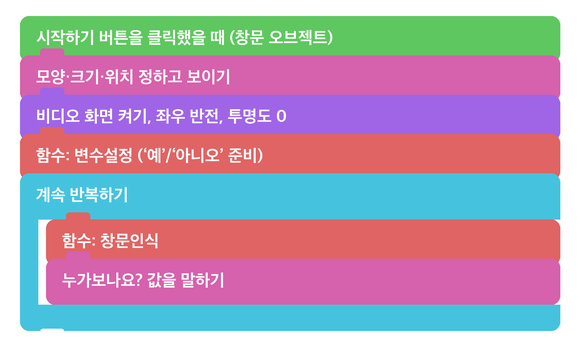 시작하기 버튼을 클릭했을 때 (창문 오브젝트)
모양·크기·위치 정하고 보이기
비디오 화면 켜기, 좌우 반전, 투명도 0
함수: 변수설정 (‘예’/‘아니오’ 준비)
계속 반복하기
함수: 창문인식
누가보나요? 값을 말하기